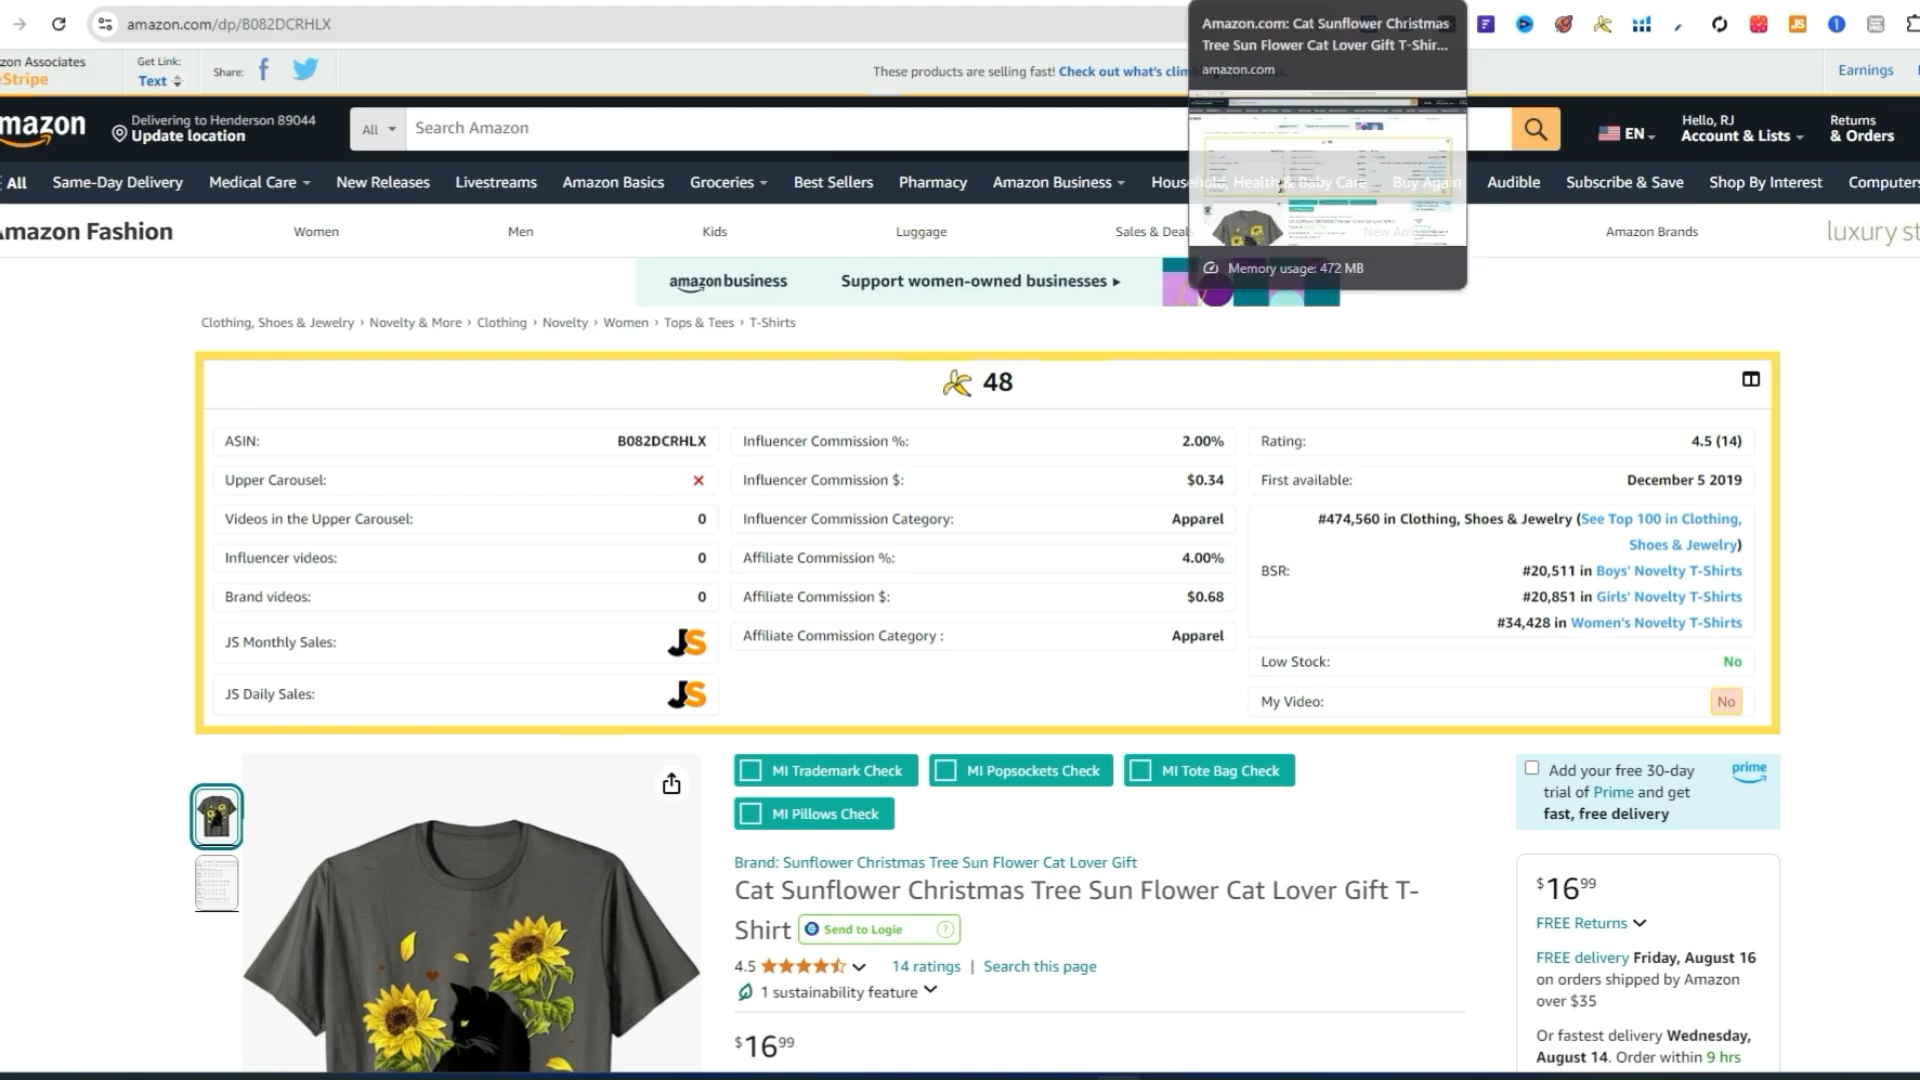 amazon.com/dp/B082DCRHLX
Amazon.com: Cat Sunflower Christmas
Tree Sun Flower Cat Lover Gift T-Shir...
amazon.com
Memory usage: 472 MB
zon Associates
eStripe
Get Link:
Text
Share:
These products are selling fast! Check out what's clim
Earnings
mazon
Delivering to Henderson 89044
Update location
All
Search Amazon
EN
Hello, RJ
Account & Lists
Returns
& Orders
All
Same-Day Delivery
Medical Care
New Releases
Livestreams
Amazon Basics
Groceries
Best Sellers
Pharmacy
Amazon Business
Household, Health & Baby Care
Buy Again
Audible
Subscribe & Save
Shop By Interest
Computers
Amazon Fashion
Women
Men
Kids
Luggage
Sales & Deals
New Arr
Amazon Brands
luxury st
amazon business
Support women-owned businesses ▸
Clothing, Shoes & Jewelry › Novelty & More › Clothing › Novelty › Women › Tops & Tees › T-Shirts
48
ASIN: B082DCRHLX
Upper Carousel:
Videos in the Upper Carousel: 0
Influencer videos: 0
Brand videos: 0
JS Monthly Sales: JS
JS Daily Sales: JS
Influencer Commission %: 2.00%
Influencer Commission $: $0.34
Influencer Commission Category: Apparel
Affiliate Commission %: 4.00%
Affiliate Commission $: $0.68
Affiliate Commission Category : Apparel
Rating: 4.5 (14)
First available: December 5 2019
BSR:
#474,560 in Clothing, Shoes & Jewelry (See Top 100 in Clothing,
Shoes & Jewelry)
#20,511 in Boys' Novelty T-Shirts
#20,851 in Girls' Novelty T-Shirts
#34,428 in Women's Novelty T-Shirts
Low Stock: No
My Video: No
MI Trademark Check
MI Popsockets Check
MI Tote Bag Check
MI Pillows Check
Brand: Sunflower Christmas Tree Sun Flower Cat Lover Gift
Cat Sunflower Christmas Tree Sun Flower Cat Lover Gift T-
Shirt
Send to Logie ?
4.5
14 ratings | Search this page
1 sustainability feature
$16.99
Add your free 30-day
trial of Prime and get
fast, free delivery
prime
$16.99
FREE Returns
FREE delivery Friday, August 16
on orders shipped by Amazon
over $35
Or fastest delivery Wednesday,
August 14. Order within 9 hrs